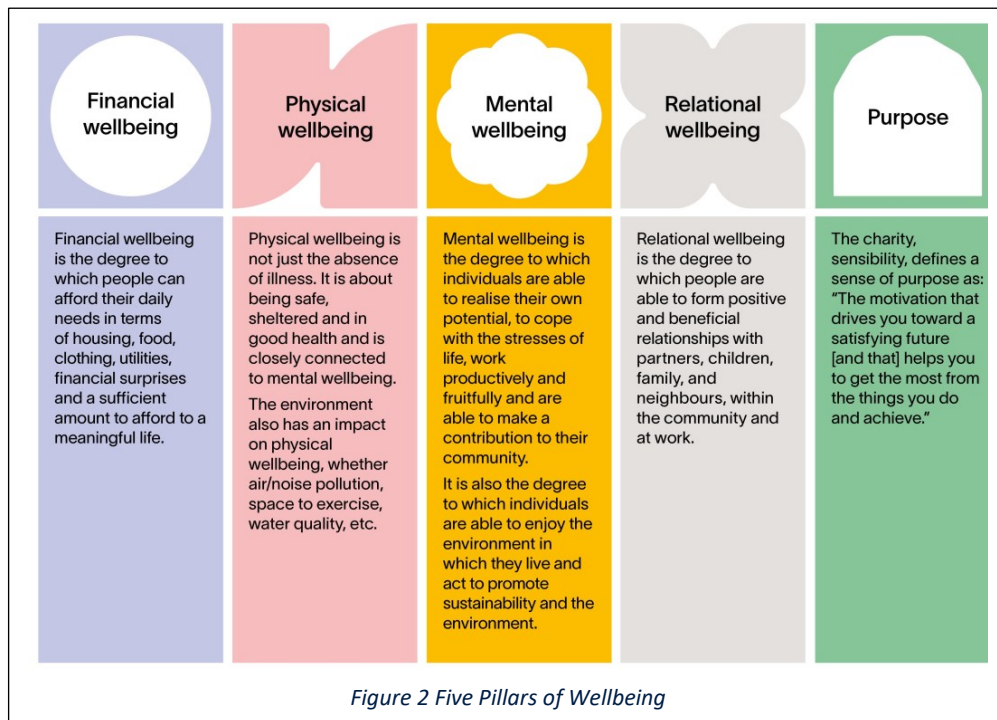 Financial
wellbeing
Physical
wellbeing
Mental
wellbeing
Relational
wellbeing
Purpose
Financial wellbeing
is the degree to
which people can
afford their daily
needs in terms
of housing, food,
clothing, utilities,
financial surprises
and a sufficient
amount to afford to a
meaningful life.
Physical wellbeing is
not just the absence
of illness. It is about
being safe,
sheltered and in
good health and is
closely connected
to mental wellbeing.
The environment
also has an impact
on physical
wellbeing, whether
air/noise pollution,
space to exercise,
water quality, etc.
Mental wellbeing is
the degree to which
individuals are able
to realise their own
potential, to cope
with the stresses of
life, work
productively and
fruitfully and are
able to make a
contribution to their
community.
It is also the degree
to which individuals
are able to enjoy the
environment in
which they live and
act to promote
sustainability and the
environment.
Relational wellbeing
is the degree to
which people are
able to form positive
and beneficial
relationships with
partners, children,
family, and
neighbours, within
the community and
at work.
The charity,
sensibility, defines a
sense of purpose as:
“The motivation that
drives you toward a
satisfying future
[and that] helps you
to get the most from
the things you do
and achieve.”
Figure 2 Five Pillars of Wellbeing